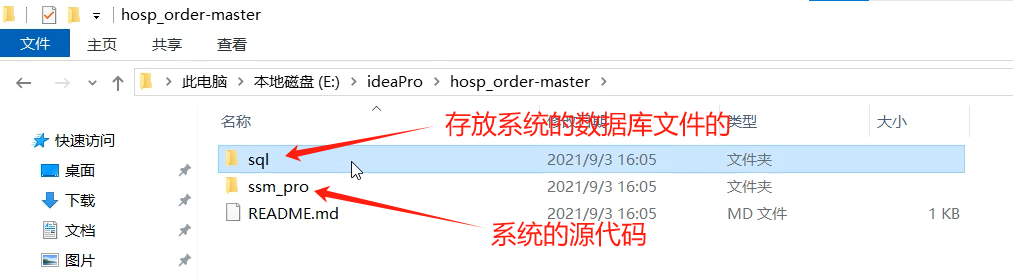 hosp_order-master
文件 主页 共享 查看
此电脑 本地磁盘 (E:) ideaPro hosp_order-master
名称 修改日期 类型 大小
存放系统的数据库文件的
快速访问
sql 2021/9/3 16:05 文件夹
桌面
ssm_pro 2021/9/3 16:05 文件夹
下载
README.md 2021/9/3 16:05 MD 文件 1 KB
文档
系统的源代码
图片